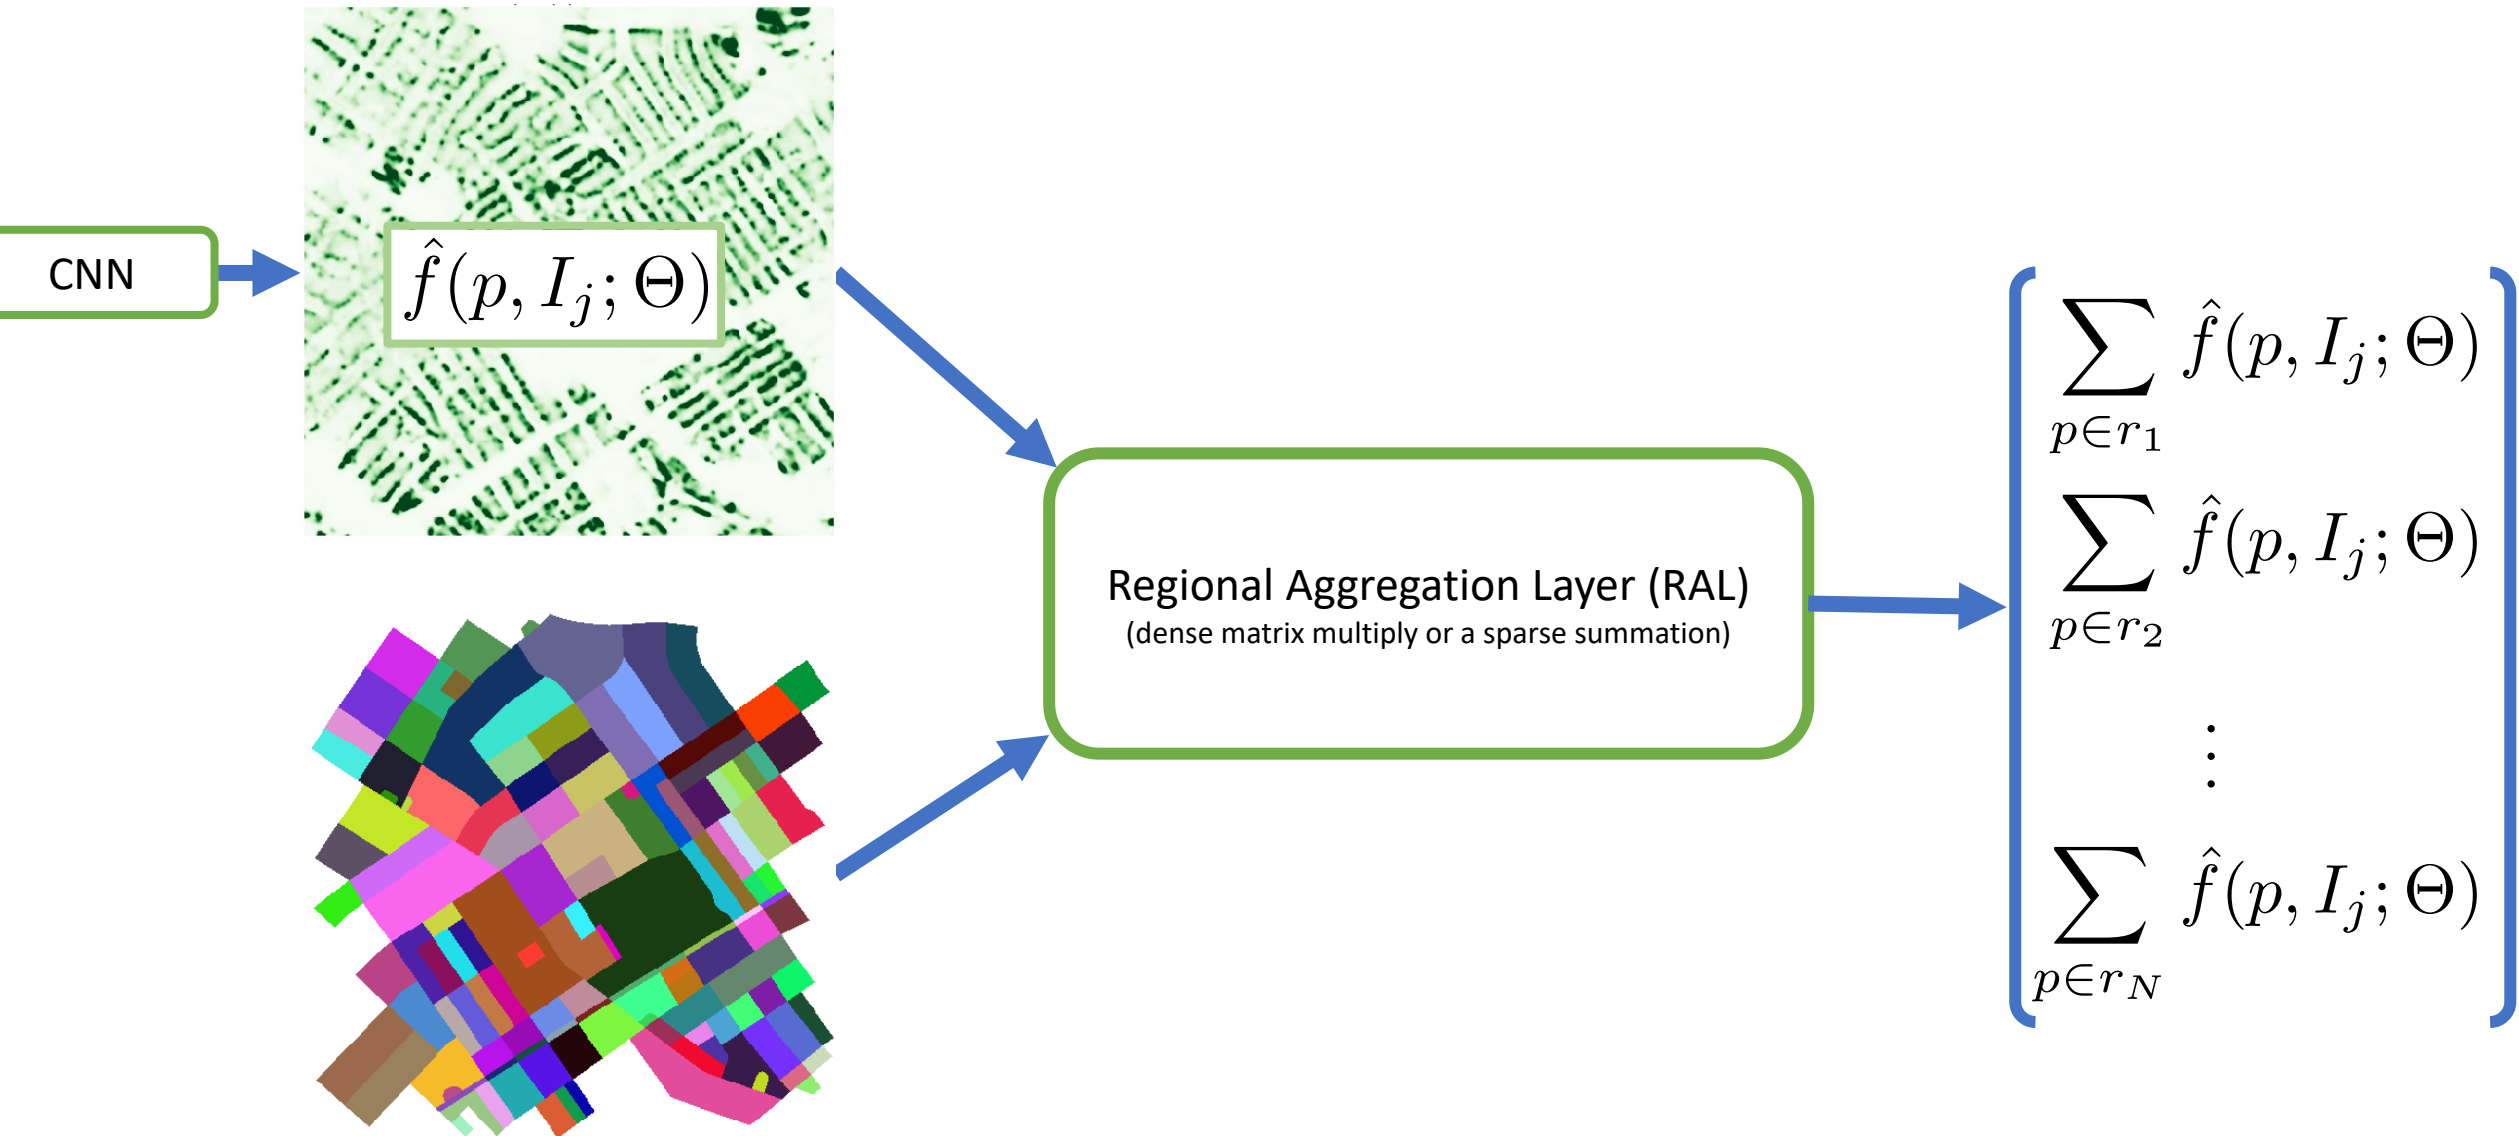 CNN
f̂(p, I_j; Θ)
Regional Aggregation Layer (RAL)
(dense matrix multiply or a sparse summation)
∑_{p∈r_1} f̂(p, I_j; Θ)
∑_{p∈r_2} f̂(p, I_j; Θ)
⋮
∑_{p∈r_N} f̂(p, I_j; Θ)